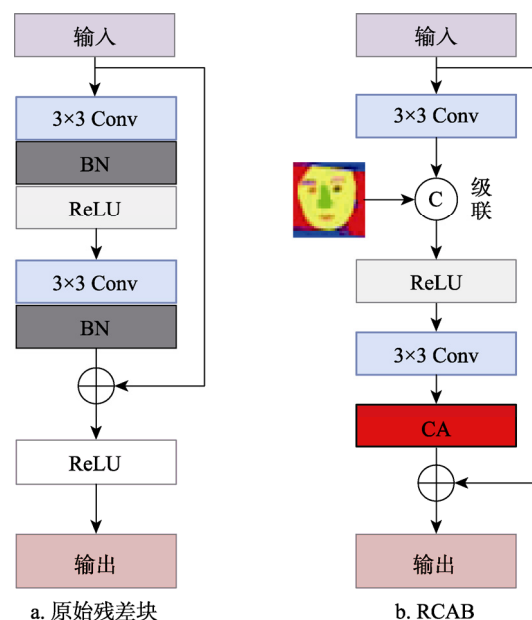 输入
3×3 Conv
BN
ReLU
3×3 Conv
BN
ReLU
输出
a. 原始残差块
输入
3×3 Conv
C
级
联
ReLU
3×3 Conv
CA
输出
b. RCAB